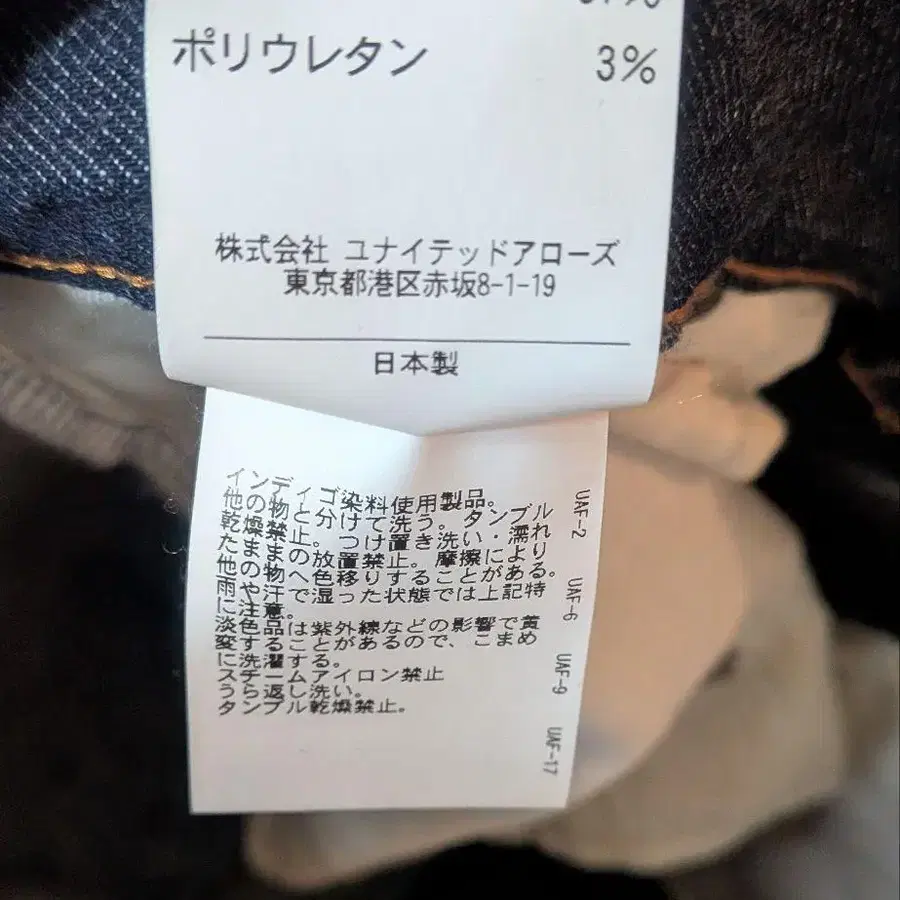 ポリウレタン 3%
株式会社 ユナイテッドアローズ
東京都港区赤坂8-1-19
日本製
インディゴ染料使用製品。
他の物と分けて洗う。タンブル
乾燥禁止。つけ置き洗い・濡れ
たままの放置禁止。摩擦により
他の物へ色移りすることがある。
雨や汗で湿った状態では上記特
に注意。
淡色品は紫外線などの影響で黄
変することがあるので、こまめ
に洗濯する。
スチームアイロン禁止
うら返し洗い。
タンブル乾燥禁止。
UAF-2
UAF-6
UAF-9
UAF-17